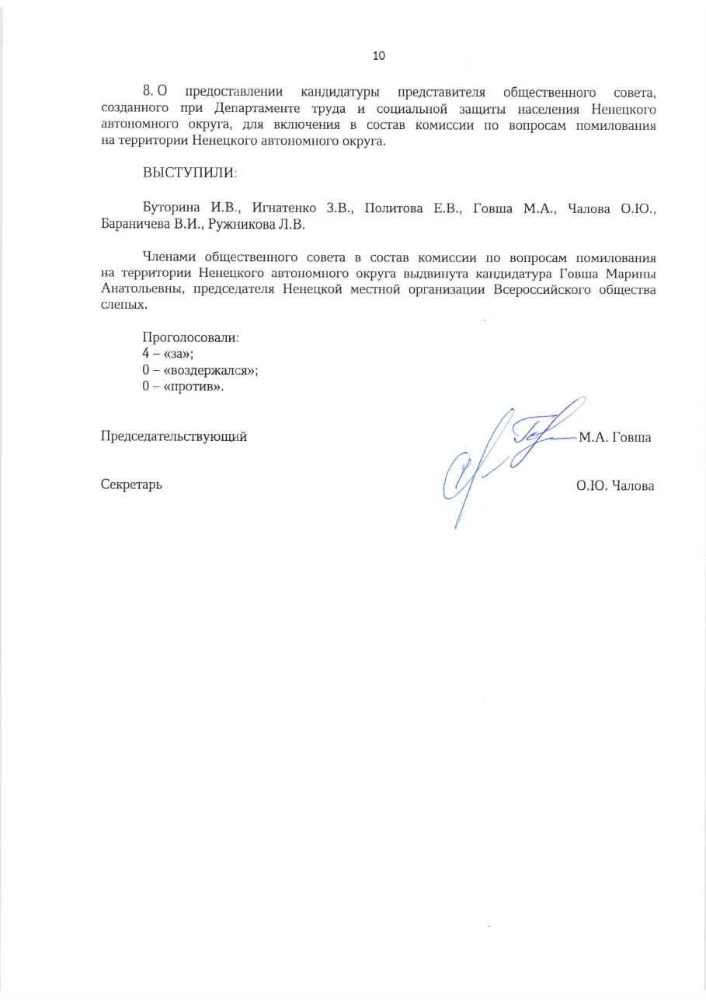 10
8. О предоставлении кандидатуры представителя общественного совета,
созданного при Департаменте труда и социальной защиты населения Ненецкого
автономного округа, для включения в состав комиссии по вопросам помилования
на территории Ненецкого автономного округа.
ВЫСТУПИЛИ:
Буторина И.В., Игнатенко З.В., Политова Е.В., Говша М.А., Чалова О.Ю.,
Бараничева В.И., Ружникова Л.В.
Членами общественного совета в состав комиссии по вопросам помилования
на территории Ненецкого автономного округа выдвинута кандидатура Говша Марины
Анатольевны, председателя Ненецкой местной организации Всероссийского общества
слепых.
Проголосовали:
4 – «за»;
0 – «воздержался»;
0 – «против».
Председательствующий М.А. Говша
Секретарь О.Ю. Чалова